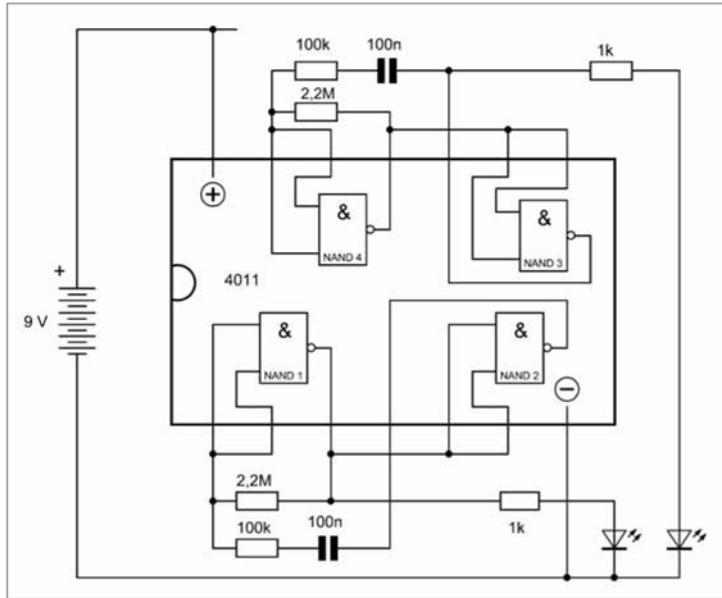 100k
100n
1k
2,2M
+
&
NAND 4
&
NAND 3
4011
+
9 V
&
NAND 1
&
NAND 2
−
2,2M
100k
100n
1k